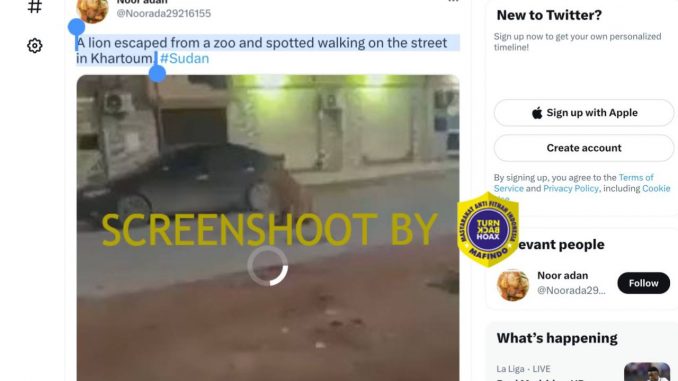 #
Noor adan
@Noorada29216155
A lion escaped from a zoo and spotted walking on the street
in Khartoum. #Sudan
SCREENSHOOT BY
MASYARAKAT ANTI FITNAH INDONESIA
TURN
BACK
HOAX
MAFINDO
New to Twitter?
Sign up now to get your own personalized
timeline!
Sign up with Apple
Create account
By signing up, you agree to the Terms of
Service and Privacy Policy, including Cookie
evant people
Noor adan
@Noorada29...
Follow
What's happening
La Liga · LIVE